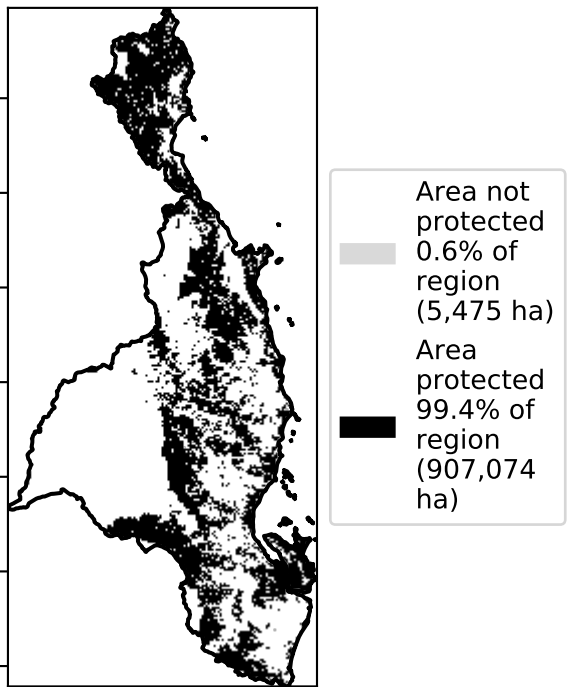 Area not
protected
0.6% of
region
(5,475 ha)
Area
protected
99.4% of
region
(907,074
ha)